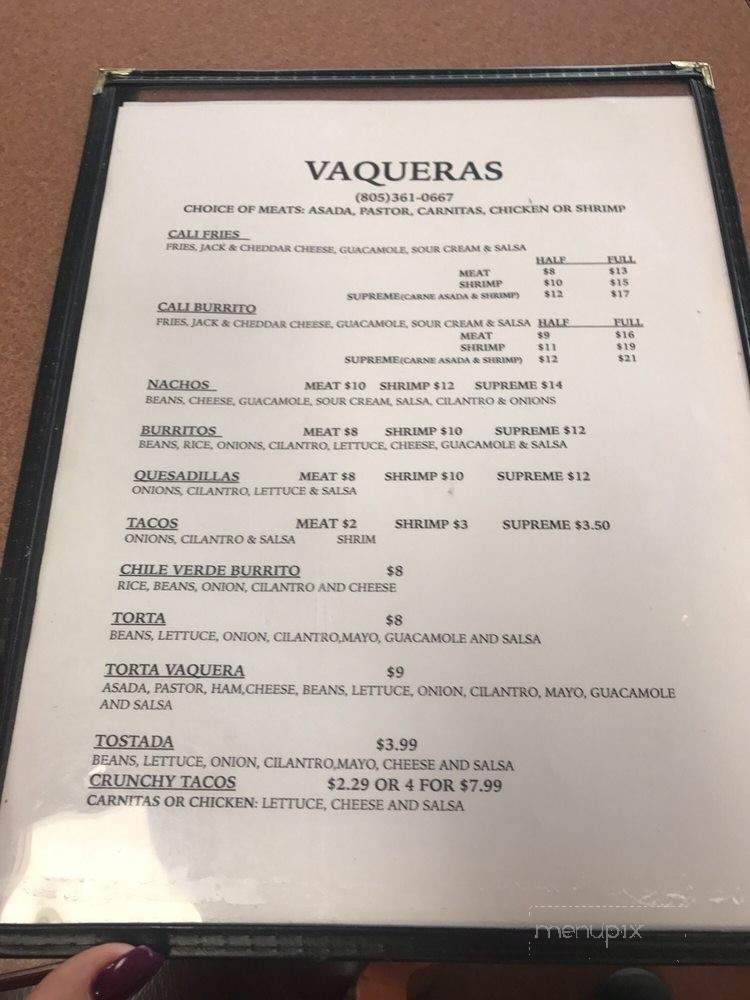 VAQUERAS
(805)361-0667
CHOICE OF MEATS: ASADA, PASTOR, CARNITAS, CHICKEN OR SHRIMP
CALI FRIES
FRIES, JACK & CHEDDAR CHEESE, GUACAMOLE, SOUR CREAM & SALSA
HALF FULL
MEAT $8 $13
SHRIMP $10 $15
SUPREME(CARNE ASADA & SHRIMP) $12 $17
CALI BURRITO
FRIES, JACK & CHEDDAR CHEESE, GUACAMOLE, SOUR CREAM & SALSA HALF FULL
MEAT $9 $16
SHRIMP $11 $19
SUPREME(CARNE ASADA & SHRIMP) $12 $21
NACHOS MEAT $10 SHRIMP $12 SUPREME $14
BEANS, CHEESE, GUACAMOLE, SOUR CREAM, SALSA, CILANTRO & ONIONS
BURRITOS MEAT $8 SHRIMP $10 SUPREME $12
BEANS, RICE, ONIONS, CILANTRO, LETTUCE, CHEESE, GUACAMOLE & SALSA
QUESADILLAS MEAT $8 SHRIMP $10 SUPREME $12
ONIONS, CILANTRO, LETTUCE & SALSA
TACOS MEAT $2 SHRIMP $3 SUPREME $3.50
ONIONS, CILANTRO & SALSA SHRIM
CHILE VERDE BURRITO $8
RICE, BEANS, ONION, CILANTRO AND CHEESE
TORTA $8
BEANS, LETTUCE, ONION, CILANTRO,MAYO, GUACAMOLE AND SALSA
TORTA VAQUERA $9
ASADA, PASTOR, HAM,CHEESE, BEANS, LETTUCE, ONION, CILANTRO, MAYO, GUACAMOLE
AND SALSA
TOSTADA $3.99
BEANS, LETTUCE, ONION, CILANTRO,MAYO, CHEESE AND SALSA
CRUNCHY TACOS $2.29 OR 4 FOR $7.99
CARNITAS OR CHICKEN: LETTUCE, CHEESE AND SALSA
menupix